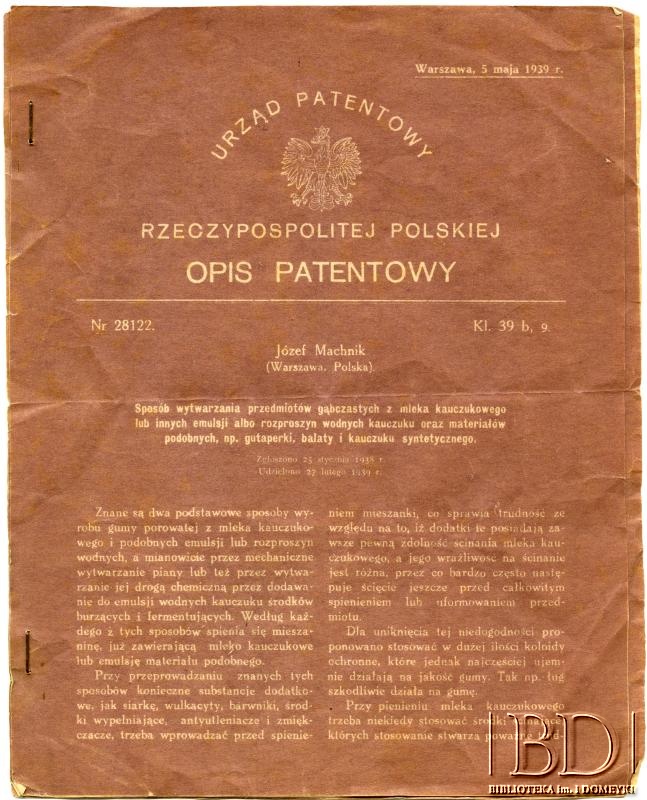 Warszawa, 5 maja 1939 r.
URZĄD PATENTOWY
RZECZYPOSPOLITEJ POLSKIEJ
OPIS PATENTOWY
Nr 28122.
Kl. 39 b, 9.
Józef Machnik
(Warszawa, Polska).
Sposób wytwarzania przedmiotów gąbczastych z mleka kauczukowego
lub innych emulsji albo rozproszyn wodnych kauczuku oraz materiałów
podobnych, np. gutaperki, balaty i kauczuku syntetycznego.
Zgłoszono 25 stycznia 1938 r.
Udzielono 27 lutego 1939 r.
Znane są dwa podstawowe sposoby wy-
robu gumy porowatej z mleka kauczuko-
wego i podobnych emulsji lub rozproszyn
wodnych, a mianowicie przez mechaniczne
wytwarzanie piany lub też przez wytwa-
rzanie jej drogą chemiczną przez dodawa-
nie do emulsji wodnych kauczuku środków
burzących i fermentujących. Według każ-
dego z tych sposobów spienia się miesza-
ninę, już zawierającą mleko kauczukowe
lub emulsję materiału podobnego.
Przy przeprowadzaniu znanych tych
sposobów konieczne substancje dodatko-
we, jak siarkę, wulkacyty, barwniki, środ-
ki wypełniające, antyutleniacze i zmięk-
czacze, trzeba wprowadzać przed spienie-
niem mieszanki, co sprawia trudność ze
względu na to, iż dodatki te posiadają za-
wsze pewną zdolność ścinania mleka kau-
czukowego, a jego wrażliwość na ścinanie
jest różna, przez co bardzo często nastę-
puje ścięcie jeszcze przed całkowitym
spienieniem lub uformowaniem przed-
miotu.
Dla uniknięcia tej niedogodności pro-
ponowano stosować w dużej ilości koloidy
ochronne, które jednak najczęściej ujem-
nie działają na jakość gumy. Tak np. ług
szkodliwie działa na gumę.
Przy pienieniu mleka kauczukowego
trzeba niekiedy stosować środki
których stosowanie stwarza poważne
BD
BIBLIOTEKA im. I DOMEYKI